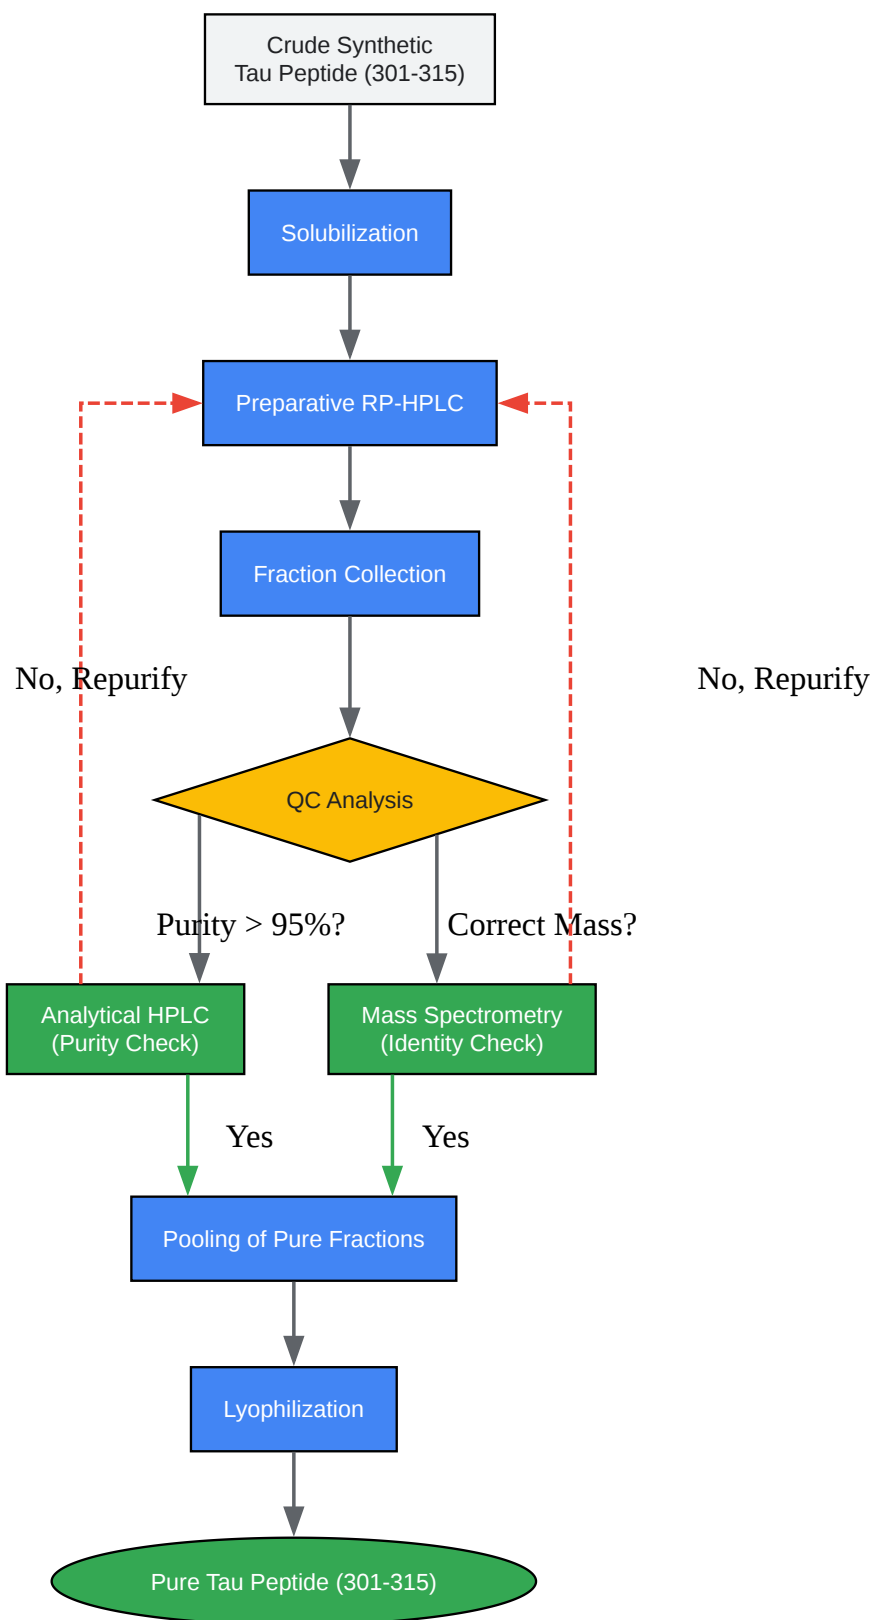 Crude Synthetic
Tau Peptide (301-315)
Solubilization
Preparative RP-HPLC
Fraction Collection
No, Repurify
No, Repurify
QC Analysis
Purity > 95%?
Correct Mass?
Analytical HPLC
(Purity Check)
Mass Spectrometry
(Identity Check)
Yes
Yes
Pooling of Pure Fractions
Lyophilization
Pure Tau Peptide (301-315)